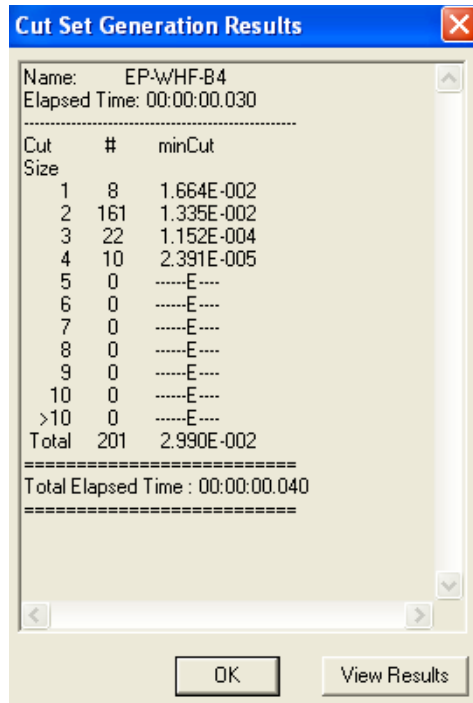 Cut Set Generation Results
Name: EP-WHF-B4
Elapsed Time: 00:00:00.030
------------------------------------------------
Cut # minCut
Size
1 8 1.664E-002
2 161 1.335E-002
3 22 1.152E-004
4 10 2.391E-005
5 0 ------E----
6 0 ------E----
7 0 ------E----
8 0 ------E----
9 0 ------E----
10 0 ------E----
>10 0 ------E----
Total 201 2.990E-002
==========================
Total Elapsed Time : 00:00:00.040
==========================
OK View Results